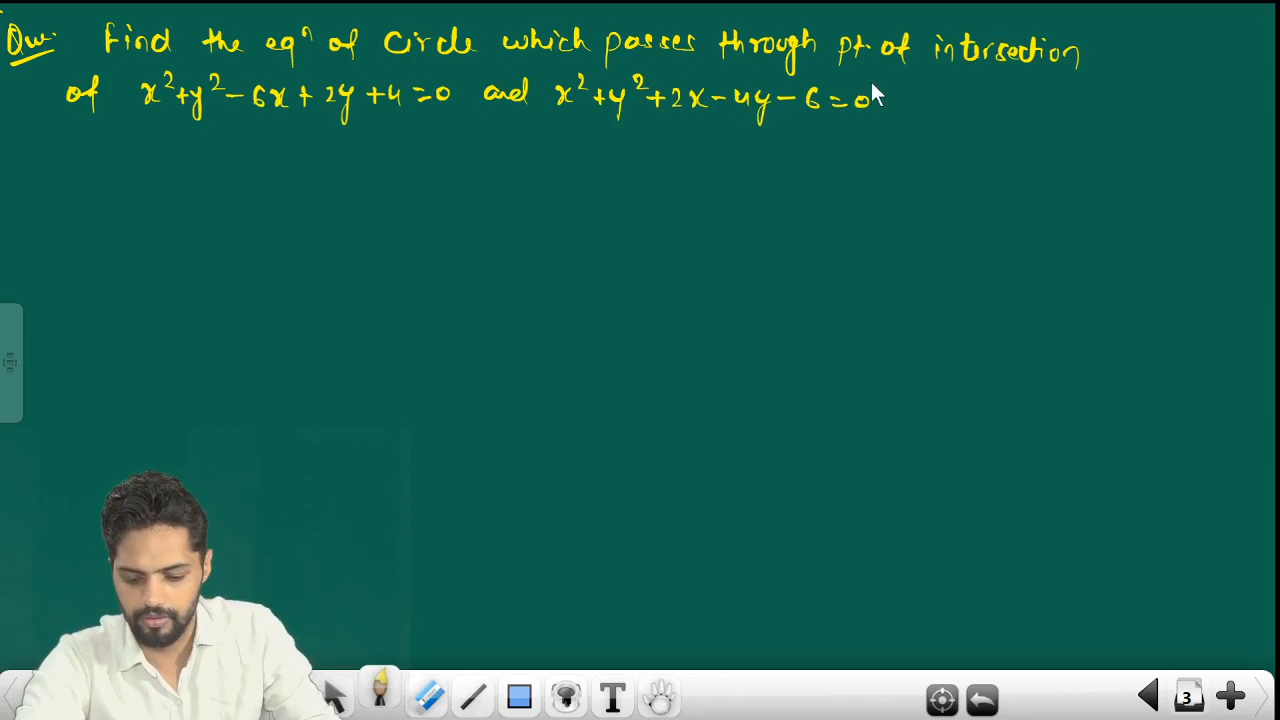 Qu: Find the eqⁿ of Circle which passes through pt. of intersection
of x²+y²-6x+2y+4=0 and x²+y²+2x-4y-6=0
T
3